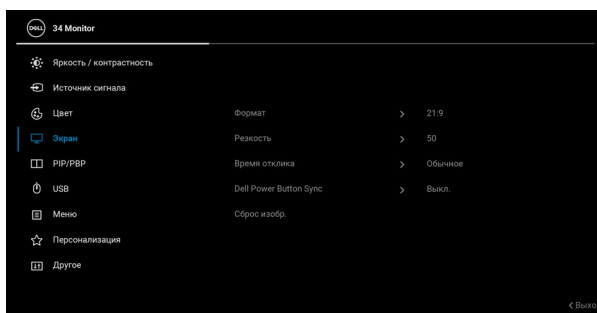 DELL 34 Monitor
Яркость / контрастность
Источник сигнала
Цвет Формат 21:9
Экран Резкость 50
PIP/PBP Время отклика Обычное
USB Dell Power Button Sync Выкл.
Меню Сброс изобр.
Персонализация
Другое
Выхо